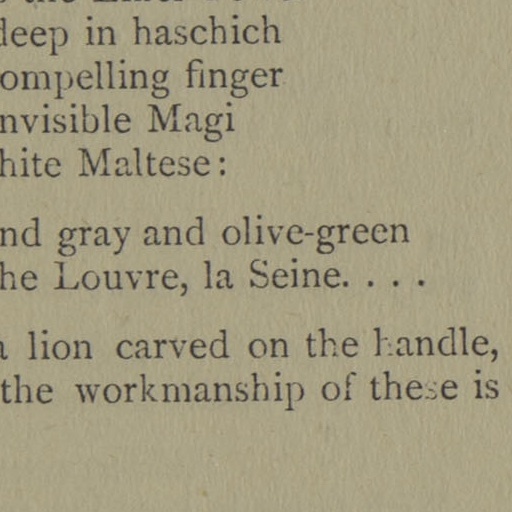 deep in haschich
ompelling finger
nvisible Magi
hite Maltese:
nd gray and olive-green
he Louvre, la Seine. . . .
lion carved on the handle,
the workmanship of these is